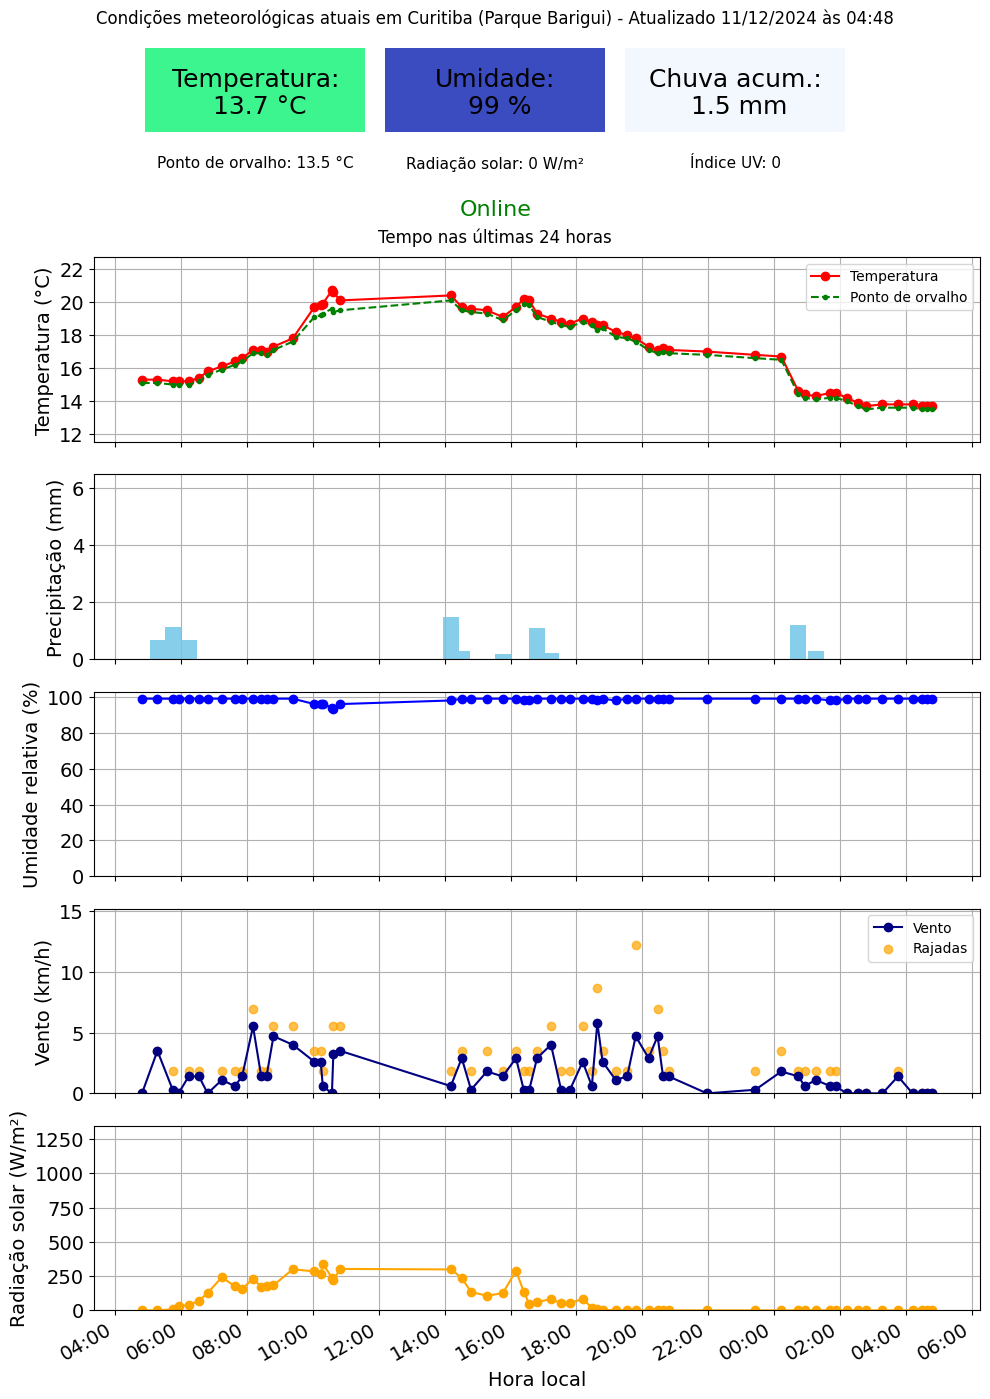 Condições meteorológicas atuais em Curitiba (Parque Barigui) - Atualizado 11/12/2024 às 04:48
Temperatura:
13.7 °C
Umidade:
99 %
Chuva acum.:
1.5 mm
Ponto de orvalho: 13.5 °C
Radiação solar: 0 W/m²
Índice UV: 0
Online
Tempo nas últimas 24 horas
Temperatura (°C)
22
20
18
16
14
12
Temperatura
Ponto de orvalho
Precipitação (mm)
6
4
2
0
Umidade relativa (%)
100
80
60
40
20
0
Vento (km/h)
15
10
5
0
Vento
Rajadas
Radiação solar (W/m²)
1250
1000
750
500
250
0
04:00 06:00 08:00 10:00 12:00 14:00 16:00 18:00 20:00 22:00 00:00 02:00 04:00 06:00
Hora local